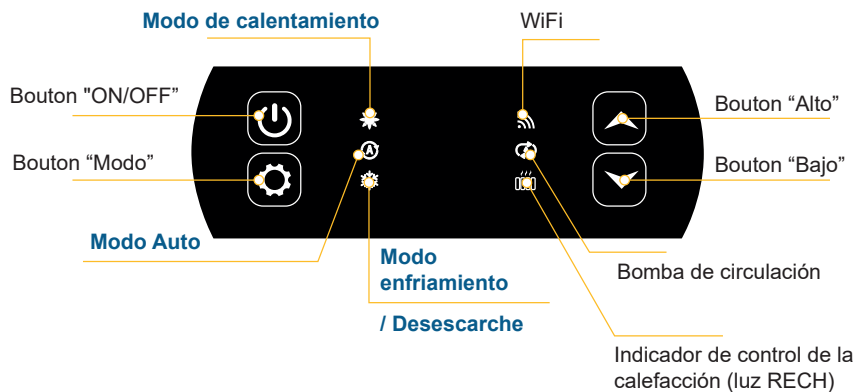 Modo de calentamiento
WiFi
Bouton "ON/OFF”
Bouton “Alto”
A
Bouton “Modo”
Bouton “Bajo”
Modo Auto
Modo
enfriamiento
/ Desescarche
Bomba de circulación
Indicador de control de la
calefacción (luz RECH)